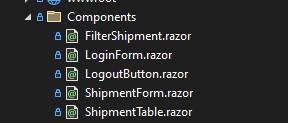 Components
FilterShipment.razor
LoginForm.razor
LogoutButton.razor
ShipmentForm.razor
ShipmentTable.razor